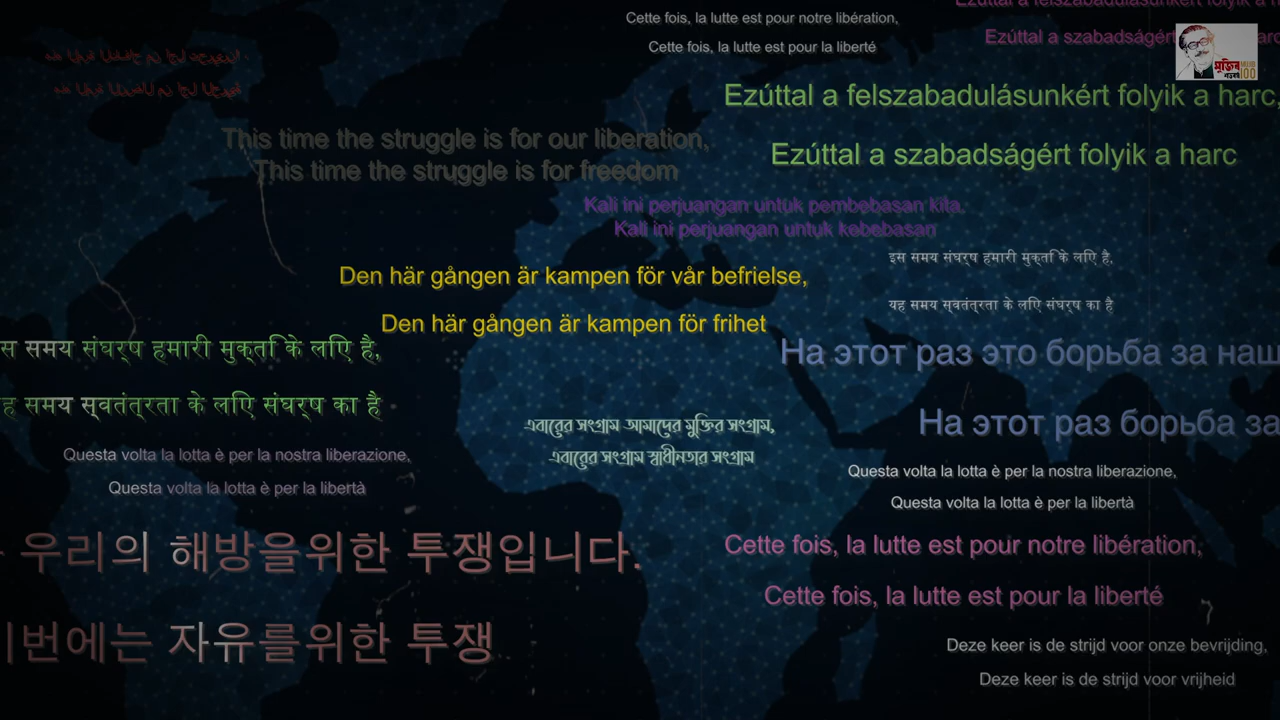 Ezúttal a felszabadulásunkért folyik a h
Cette fois, la lutte est pour notre libération,
Cette fois, la lutte est pour la liberté
Ezúttal a szabadságért
মুজিব
শতবর্ষ
100
Ezúttal a felszabadulásunkért folyik a harc,
This time the struggle is for our liberation,
This time the struggle is for freedom
Ezúttal a szabadságért folyik a harc
Kali ini perjuangan untuk pembebasan kita,
Kali ini perjuangan untuk kebebasan
इस समय संघर्ष हमारी मुक्ति के लिए है,
यह समय स्वतंत्रता के लिए संघर्ष का है
Den här gången är kampen för vår befrielse,
Den här gången är kampen för frihet
स समय संघर्ष हमारी मुक्ति के लिए है,
ह समय स्वतंत्रता के लिए संघर्ष का है
На этот раз это борьба за наш
На этот раз борьба за
এবারের সংগ্রাম আমাদের মুক্তির সংগ্রাম,
এবারের সংগ্রাম স্বাধীনতার সংগ্রাম
Questa volta la lotta è per la nostra liberazione,
Questa volta la lotta è per la libertà
Questa volta la lotta è per la nostra liberazione,
Questa volta la lotta è per la libertà
우리의 해방을위한 투쟁입니다.
번에는 자유를위한 투쟁
Cette fois, la lutte est pour notre libération,
Cette fois, la lutte est pour la liberté
Deze keer is de strijd voor onze bevrijding,
Deze keer is de strijd voor vrijheid